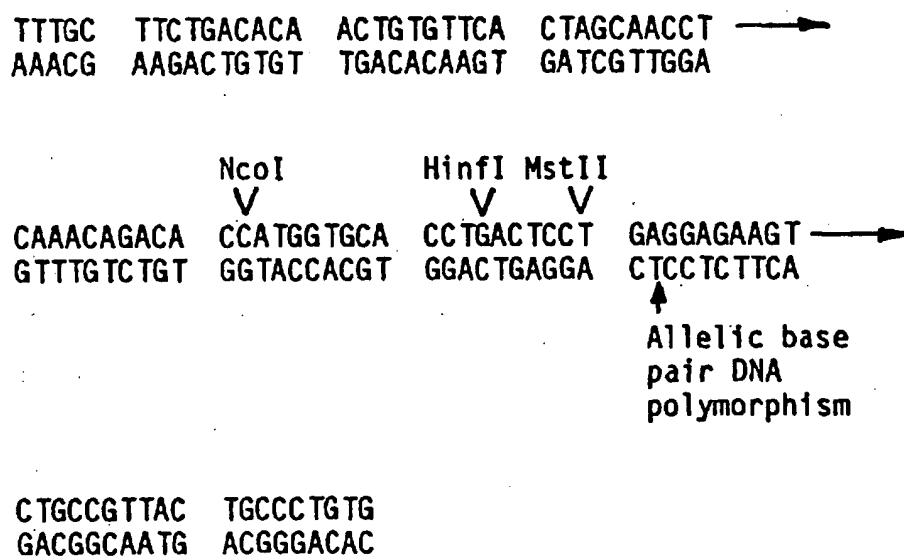 TTTGC TTCTGACACA ACTGTGTTCA CTAGCAACCT
AAACG AAGACTGTGT TGACACAAGT GATCGTTGGA
NcoI HinfI MstII
CAAACAGACA CCATGGTGCA CCTGACTCCT GAGGAGAAGT
GTTTGTCTGT GGTACCACGT GGACTGAGGA CTCCTCTTCA
Allelic base
pair DNA
polymorphism
CTGCCGTTAC TGCCCTGTG
GACGGCAATG ACGGGACAC